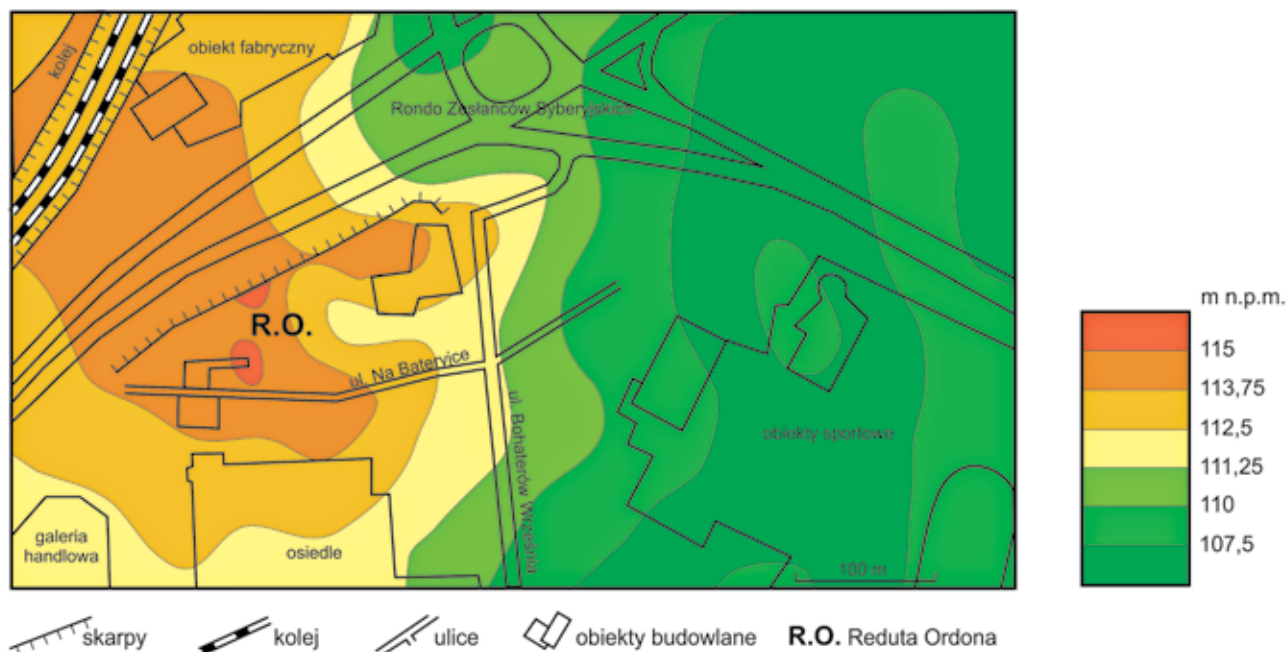 kolej
obiekt fabryczny
Rondo Zesłańców Syberyjskich
R.O.
ul. Na Bateryjce
ul. Bohaterów Września
obiekty sportowe
galeria
handlowa
osiedle
100 m
m n.p.m.
115
113,75
112,5
111,25
110
107,5
skarpy
kolej
ulice
obiekty budowlane
R.O. Reduta Ordona